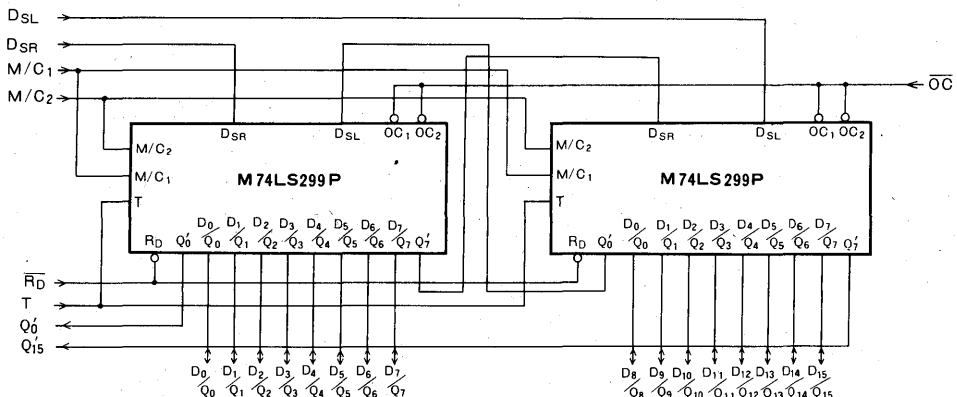 DSL
DSR
M/C1
M/C2
OC
DSR DSL OC1 OC2
M/C2
M/C1
T
M74LS299P
RD Q0′ D0/Q0 D1/Q1 D2/Q2 D3/Q3 D4/Q4 D5/Q5 D6/Q6 D7/Q7 Q7′
DSR DSL OC1 OC2
M/C2
M/C1
T
M74LS299P
RD Q0′ D0/Q0 D1/Q1 D2/Q2 D3/Q3 D4/Q4 D5/Q5 D6/Q6 D7/Q7 Q7′
RD
T
Q0′
Q15′
D0/Q0 D1/Q1 D2/Q2 D3/Q3 D4/Q4 D5/Q5 D6/Q6 D7/Q7
D8/Q8 D9/Q9 D10/Q10 D11/Q11 D12/Q12 D13/Q13 D14/Q14 D15/Q15